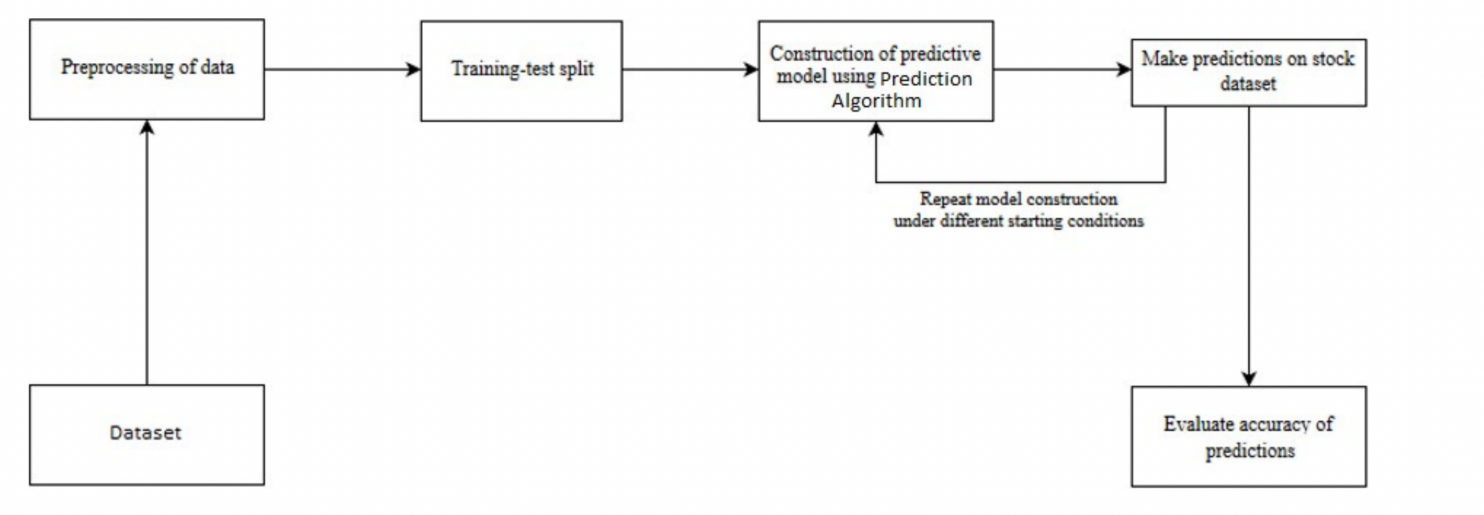 Preprocessing of data
Training-test split
Construction of predictive
model using Prediction
Algorithm
Make predictions on stock
dataset
Repeat model construction
under different starting conditions
Dataset
Evaluate accuracy of
predictions